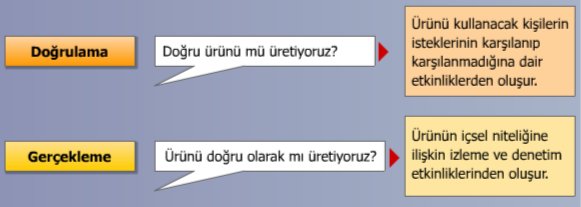 Doğrulama
Doğru ürünü mü üretiyoruz?
Ürünü kullanacak kişilerin
isteklerinin karşılanıp
karşılanmadığına dair
etkinliklerden oluşur.
Gerçekleme
Ürünü doğru olarak mı üretiyoruz?
Ürünün içsel niteliğine
ilişkin izleme ve denetim
etkinliklerinden oluşur.